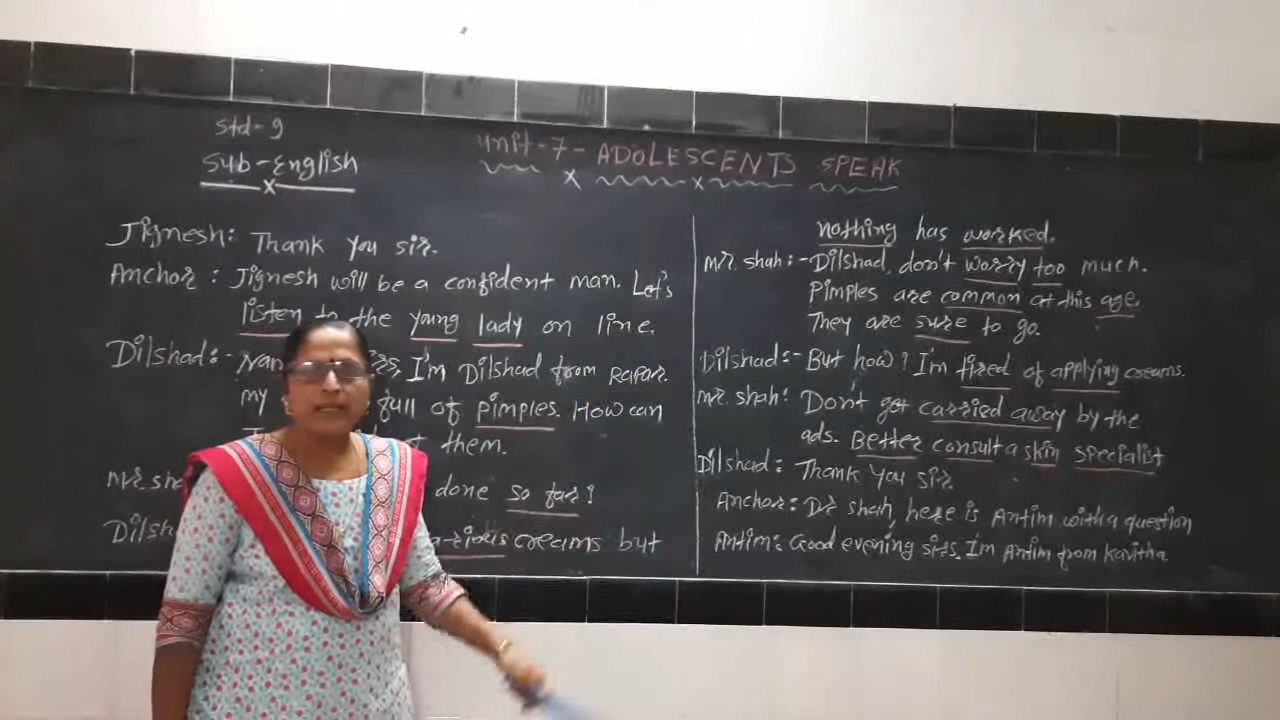 Std-9
Sub-English
Unit-7- ADOLESCENTS SPEAK
Jignesh: Thank you sir.
Anchor: Jignesh will be a confident man. Let's
listen to the young lady on line.
Dilshad:- I'm Dilshad from Rapar.
my full of pimples. How can
them.
Mr. done so far?
creams but
nothing has worked.
Mr. shah:- Dilshad, don't worry too much.
Pimples are common at this age.
They are sure to go.
Dilshad:- But how? I'm tired of applying creams.
Mr. shah: Don't get carried away by the
ads. Better consult a skin specialist
Dilshad: Thank you sir
Anchor: Dr shah, here is Antim with a question
Antim: Good evening sirs. I'm Antim from Kavitha